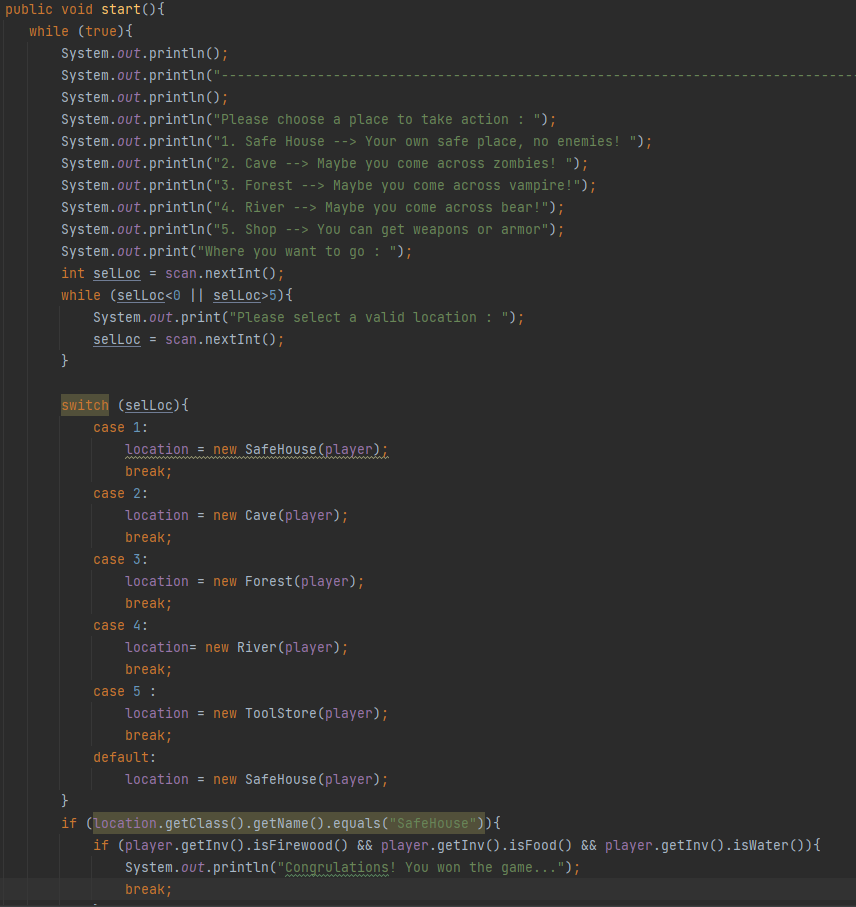 public void start(){
while (true){
System.out.println();
System.out.println("--------------------------------------------------------------------------------
System.out.println();
System.out.println("Please choose a place to take action : ");
System.out.println("1. Safe House --> Your own safe place, no enemies! ");
System.out.println("2. Cave --> Maybe you come across zombies! ");
System.out.println("3. Forest --> Maybe you come across vampire!");
System.out.println("4. River --> Maybe you come across bear!");
System.out.println("5. Shop --> You can get weapons or armor");
System.out.print("Where you want to go : ");
int selLoc = scan.nextInt();
while (selLoc<0 || selLoc>5){
System.out.print("Please select a valid location : ");
selLoc = scan.nextInt();
}
switch (selLoc){
case 1:
location = new SafeHouse(player);
break;
case 2:
location = new Cave(player);
break;
case 3:
location = new Forest(player);
break;
case 4:
location= new River(player);
break;
case 5 :
location = new ToolStore(player);
break;
default:
location = new SafeHouse(player);
}
if (location.getClass().getName().equals("SafeHouse")){
if (player.getInv().isFirewood() && player.getInv().isFood() && player.getInv().isWater()){
System.out.println("Congrulations! You won the game...");
break;